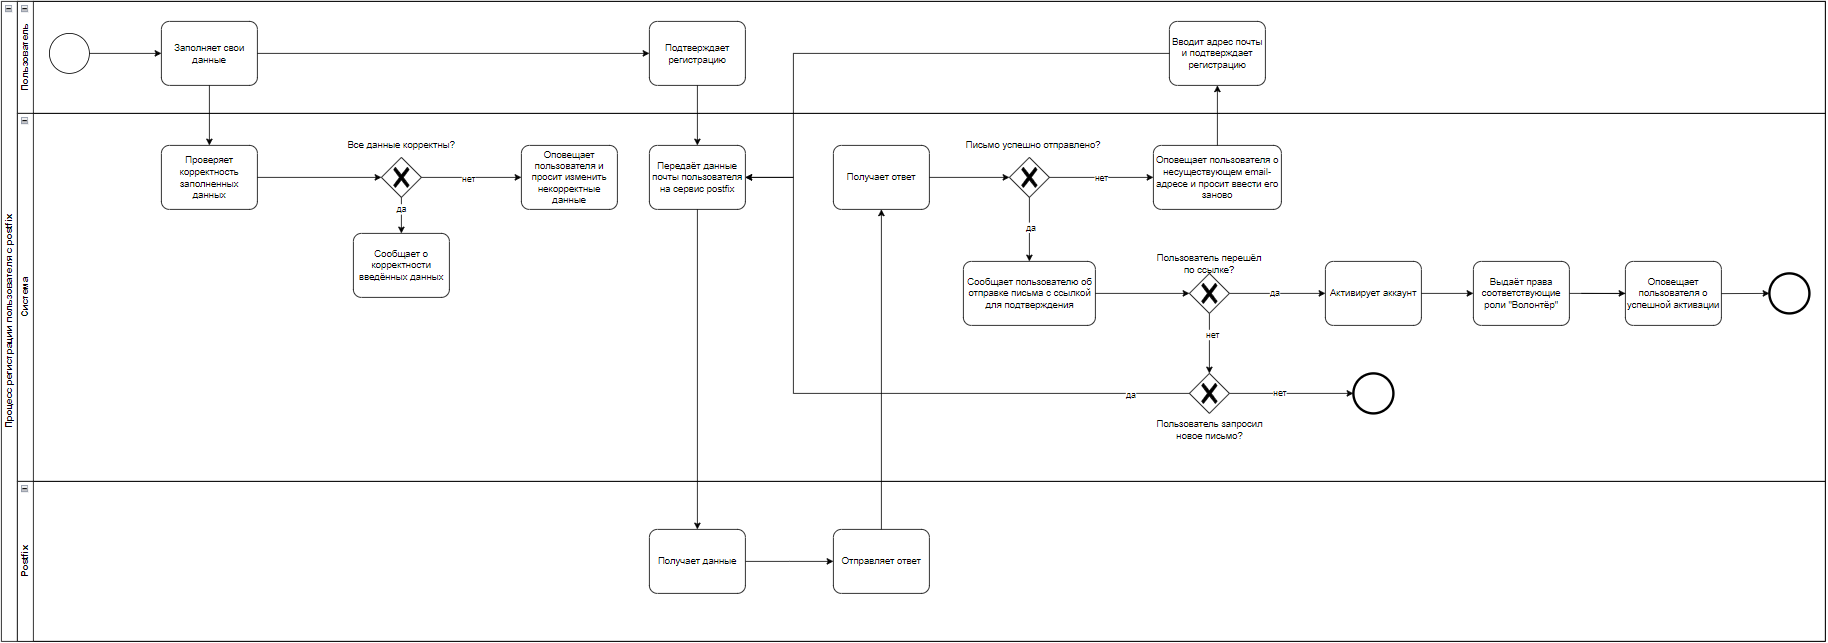 Процесс регистрации пользователя с postfix
Пользователь
Заполняет свои
данные
Подтверждает
регистрацию
Вводит адрес почты
и подтверждает
регистрацию
Система
Проверяет
корректность
заполненных
данных
Все данные корректны?
нет
да
Оповещает
пользователя и
просит изменить
некорректные
данные
Сообщает о
корректности
введённых данных
Передаёт данные
почты пользователя
на сервис postfix
Получает ответ
Письмо успешно отправлено?
нет
да
Оповещает пользователя о
несуществующем email-
адресе и просит ввести его
заново
Сообщает пользователю об
отправке письма с ссылкой
для подтверждения
Пользователь перешёл
по ссылке?
да
нет
Активирует аккаунт
Выдаёт права
соответствующие
роли "Волонтёр"
Оповещает
пользователя о
успешной активации
да
нет
Пользователь запросил
новое письмо?
Postfix
Получает данные
Отправляет ответ